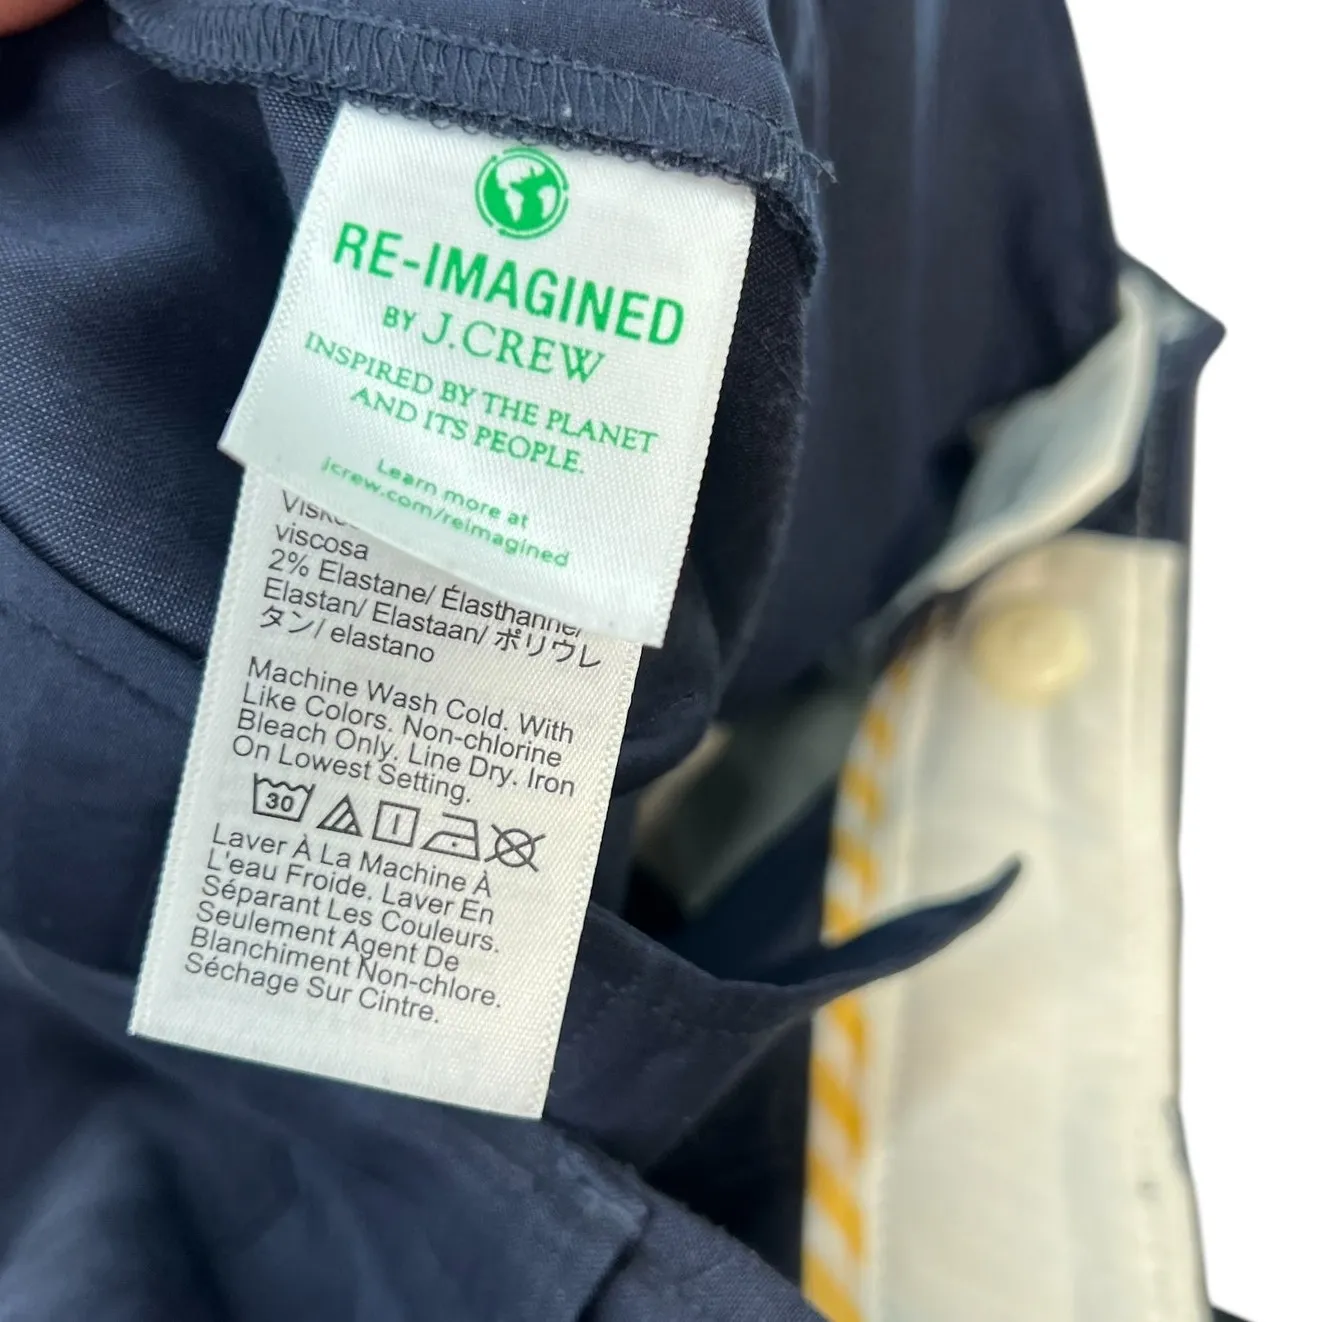 RE-IMAGINED
BY J.CREW
INSPIRED BY THE PLANET
AND ITS PEOPLE.
Learn more at
jcrew.com/reimagined
viscosa
2% Elastane/ Élasthanne/
Elastan/ Elastaan/ ポリウレ
タン/ elastano
Machine Wash Cold. With
Like Colors. Non-chlorine
Bleach Only. Line Dry. Iron
On Lowest Setting.
30
Laver À La Machine À
L'eau Froide. Laver En
Séparant Les Couleurs.
Seulement Agent De
Blanchiment Non-chlore.
Séchage Sur Cintre.